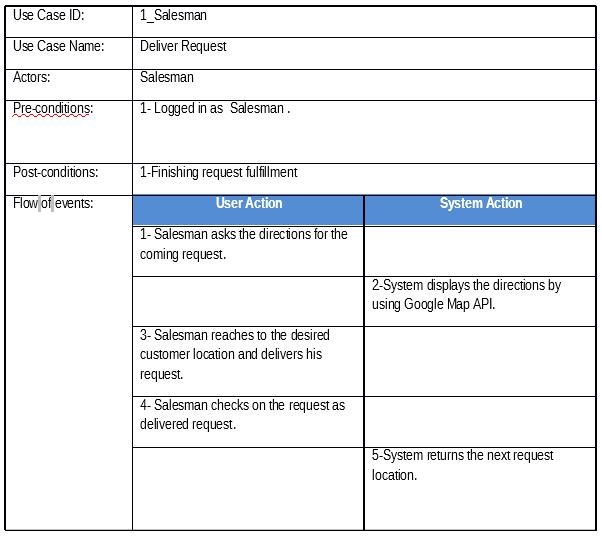 Use Case ID: 1_Salesman
Use Case Name: Deliver Request
Actors: Salesman
Pre-conditions: 1- Logged in as  Salesman .
Post-conditions: 1-Finishing request fulfillment
Flow of events: User Action System Action
1- Salesman asks the directions for the
coming request.
2-System displays the directions by
using Google Map API.
3- Salesman reaches to the desired
customer location and delivers his
request.
4- Salesman checks on the request as
delivered request.
5-System returns the next request
location.